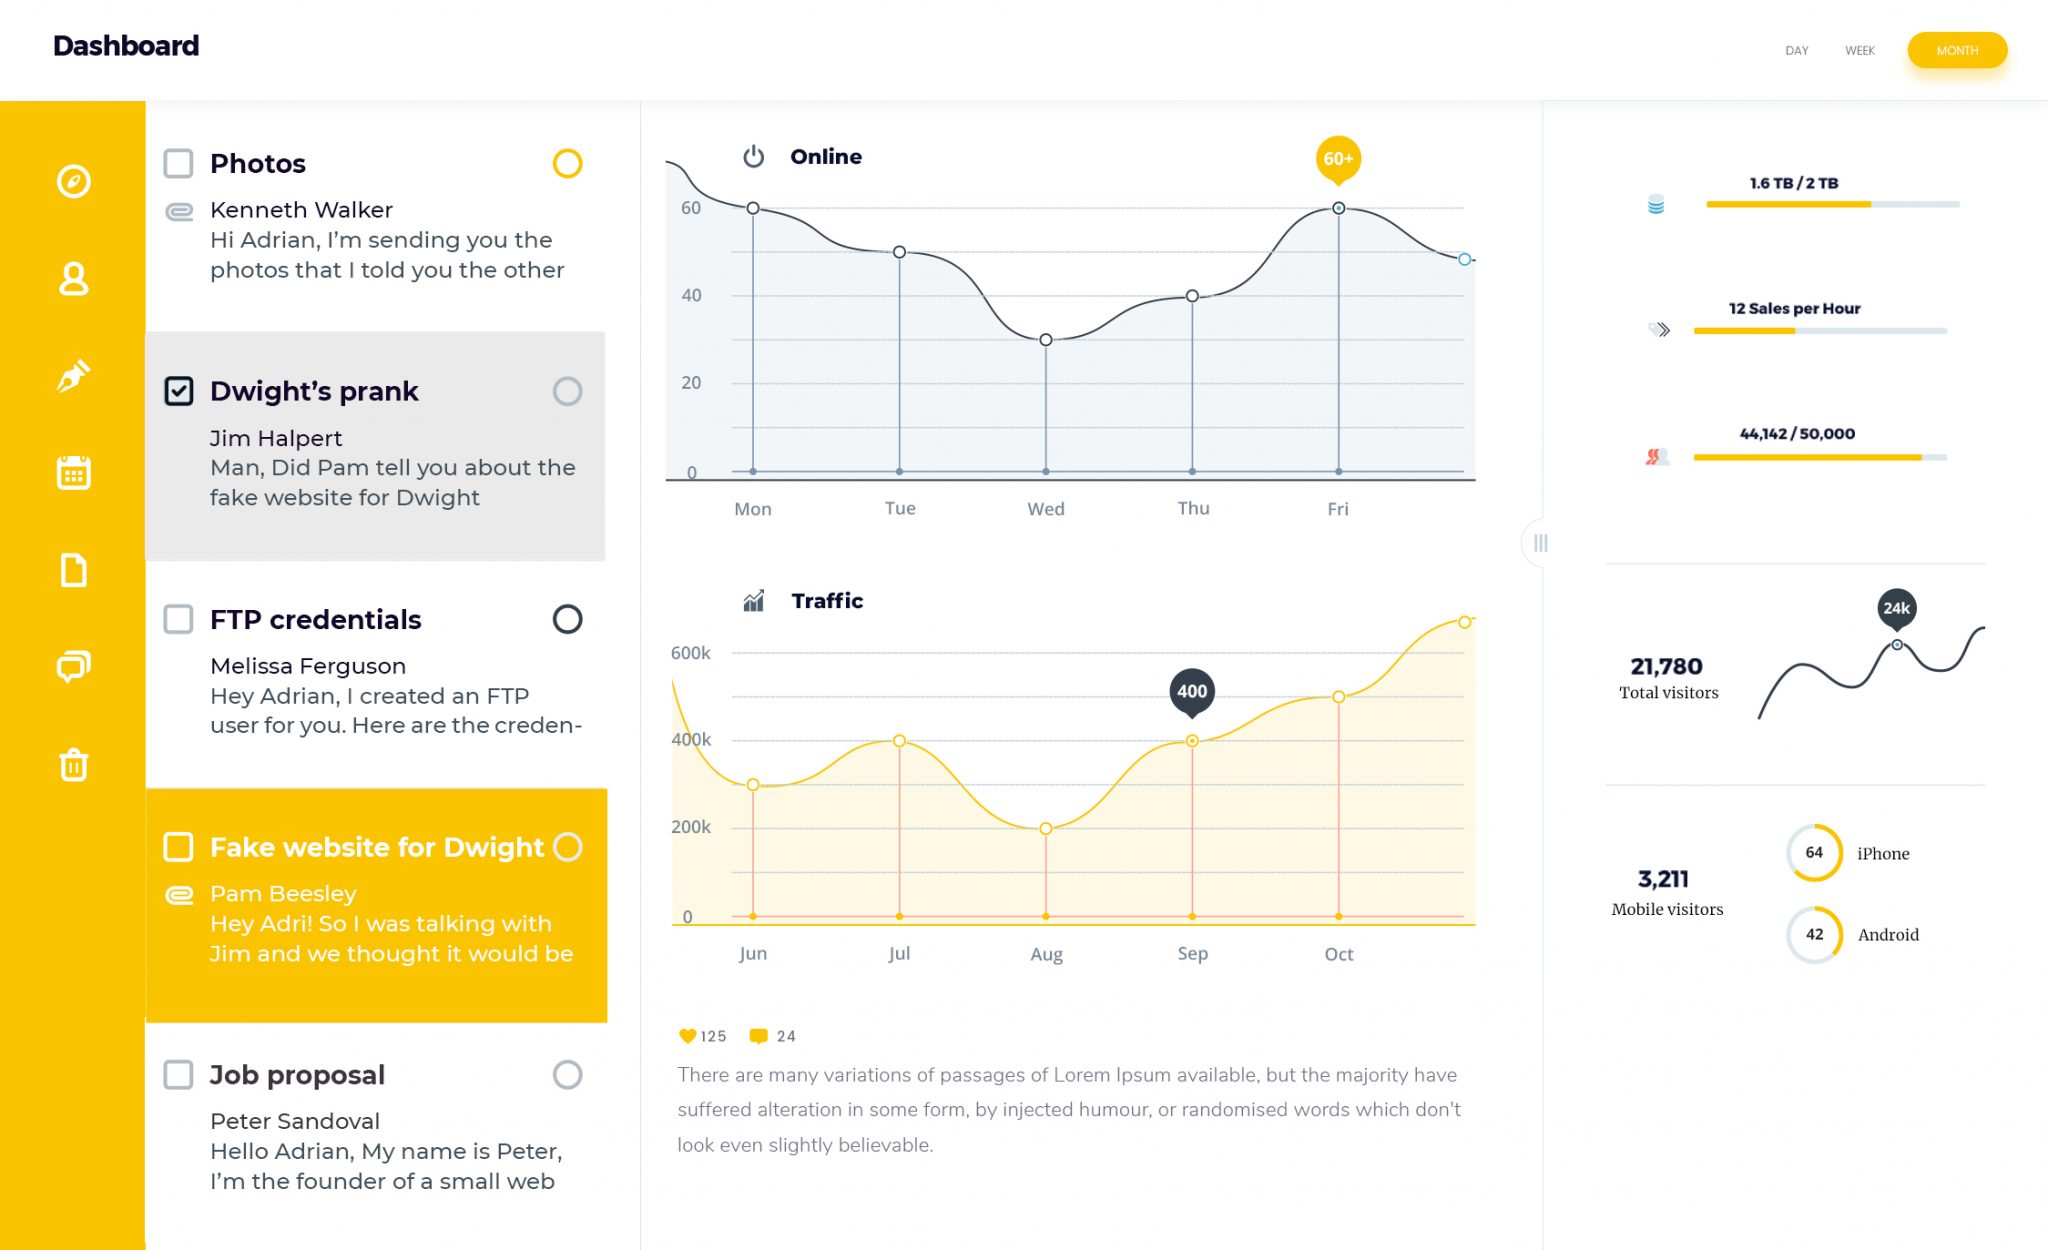 Dashboard
DAY
WEEK
MONTH
Photos
Kenneth Walker
Hi Adrian, I’m sending you the
photos that I told you the other
Dwight’s prank
Jim Halpert
Man, Did Pam tell you about the
fake website for Dwight
FTP credentials
Melissa Ferguson
Hey Adrian, I created an FTP
user for you. Here are the creden-
Fake website for Dwight
Pam Beesley
Hey Adri! So I was talking with
Jim and we thought it would be
Job proposal
Peter Sandoval
Hello Adrian, My name is Peter,
I’m the founder of a small web
Online
60+
60
40
20
0
Mon Tue Wed Thu Fri
Traffic
600k
400
400k
200k
0
Jun Jul Aug Sep Oct
125 24
There are many variations of passages of Lorem Ipsum available, but the majority have
suffered alteration in some form, by injected humour, or randomised words which don't
look even slightly believable.
1.6 TB / 2 TB
12 Sales per Hour
44,142 / 50,000
24k
21,780
Total visitors
3,211
Mobile visitors
64 iPhone
42 Android